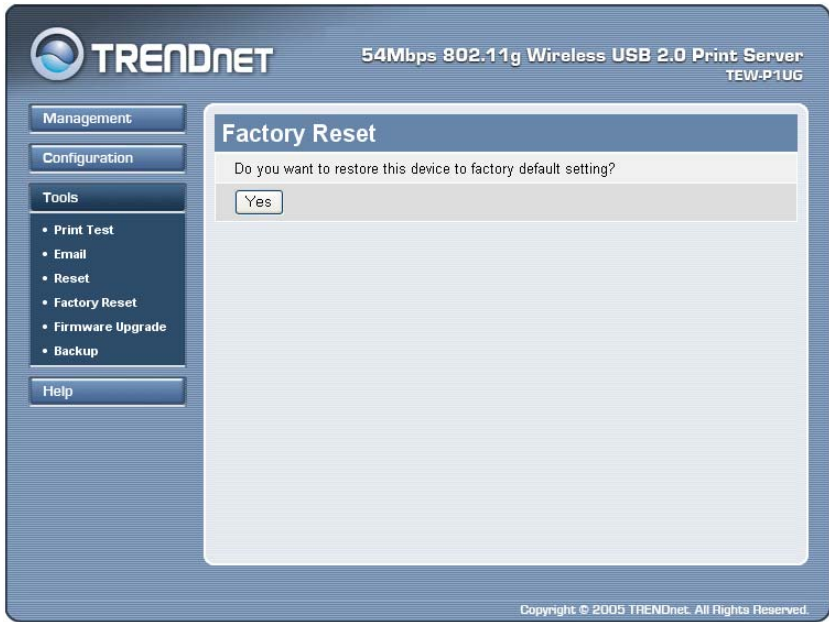 TRENDNET
54Mbps 802.11g Wireless USB 2.0 Print Server
TEW-P1UG
Management
Configuration
Tools
• Print Test
• Email
• Reset
• Factory Reset
• Firmware Upgrade
• Backup
Help
Factory Reset
Do you want to restore this device to factory default setting?
Yes
Copyright © 2005 TRENDnet. All Rights Reserved.